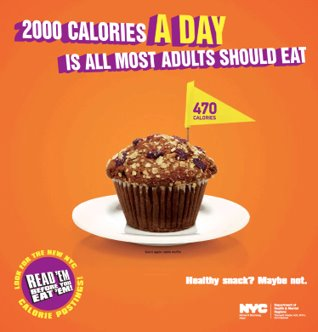 2000 CALORIES A DAY
IS ALL MOST ADULTS SHOULD EAT
470
CALORIES
Healthy snack? Maybe not.
LOOK FOR THE NEW NYC
READ 'EM
BEFORE YOU
EAT 'EM!
CALORIE POSTINGS!
NYC
Department of
Health & Mental
Hygiene